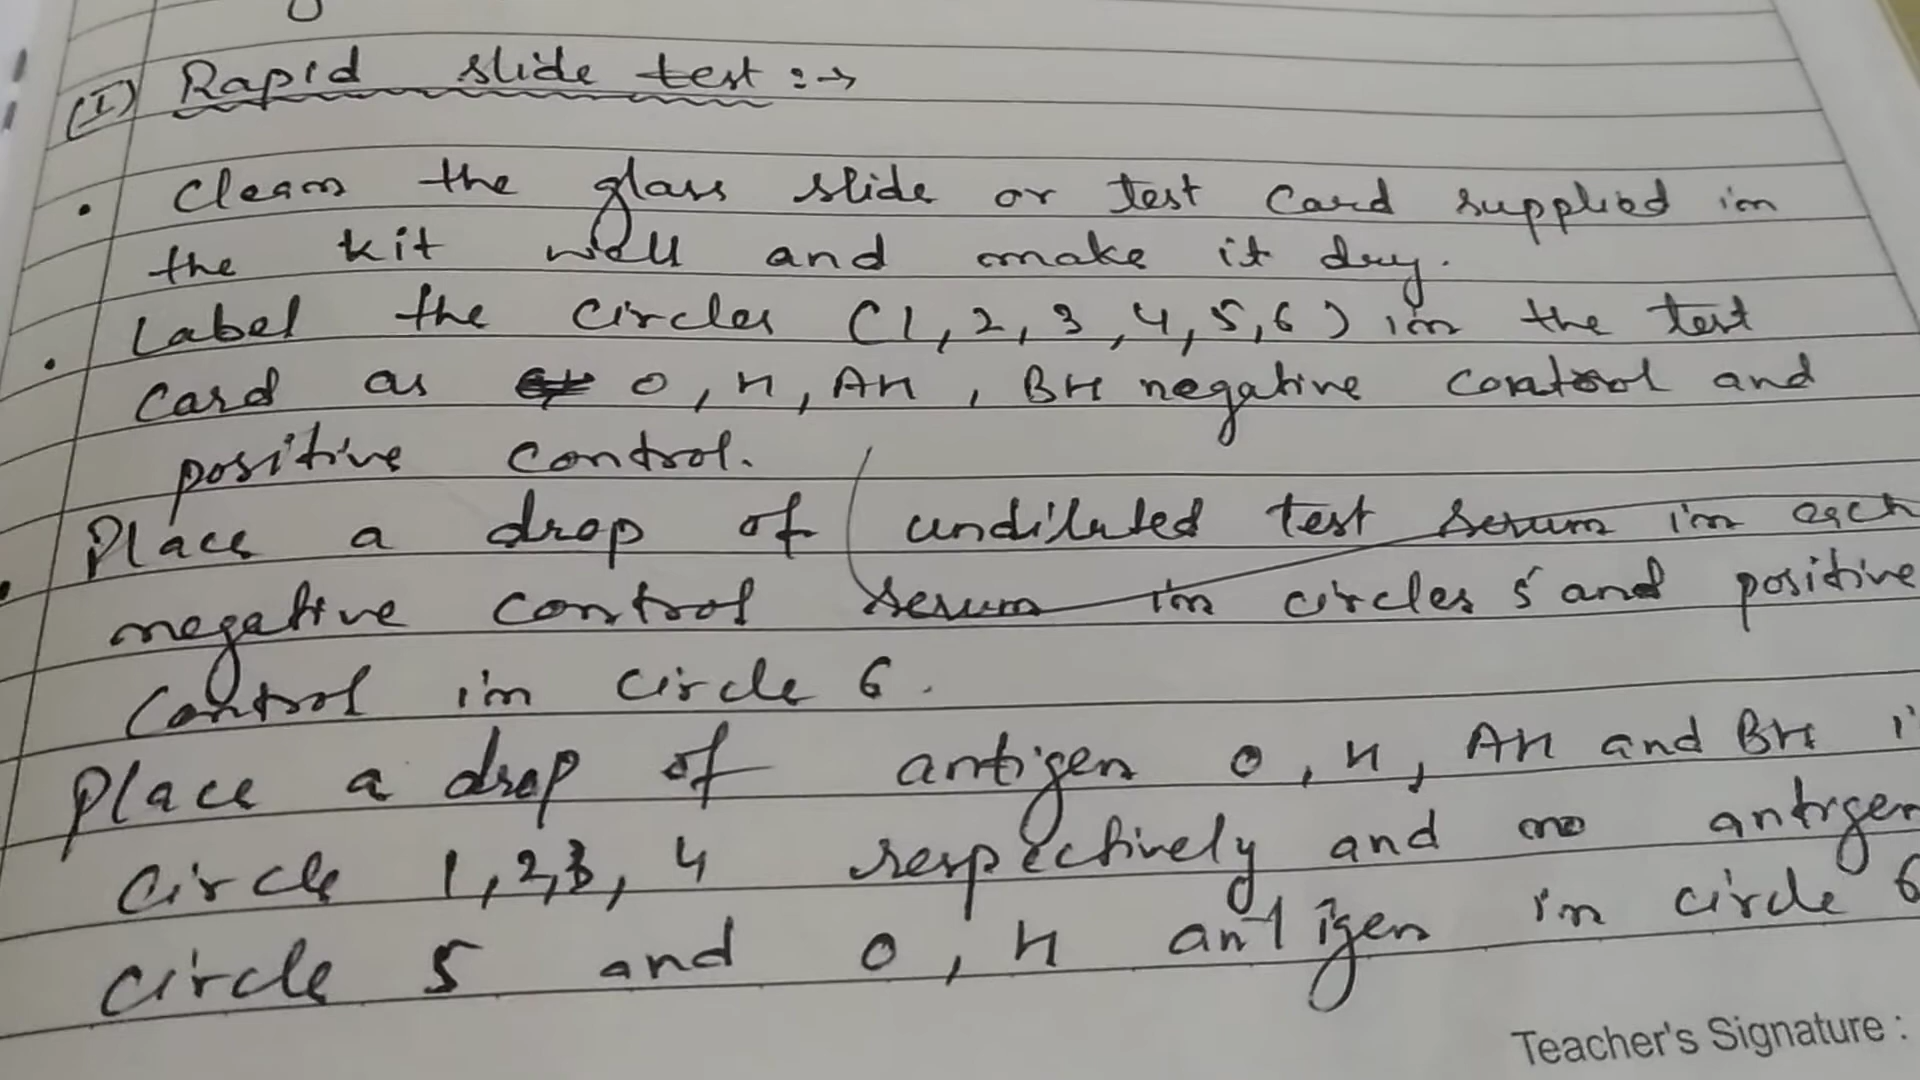 (I) Rapid slide test :→
• Clean the glass slide or test card supplied in
the kit well and make it dry.
• Label the circles (1, 2, 3, 4, 5, 6) in the test
card as O, H, AH, BH negative control and
positive control.
• Place a drop of undiluted test serum in each
negative control serum in circles 5 and positive
control in circle 6.
Place a drop of antigen O, H, AH and BH i
circle 1, 2, 3, 4 respectively and no antigen
circle 5 and O, H antigen in circle 6
Teacher's Signature :